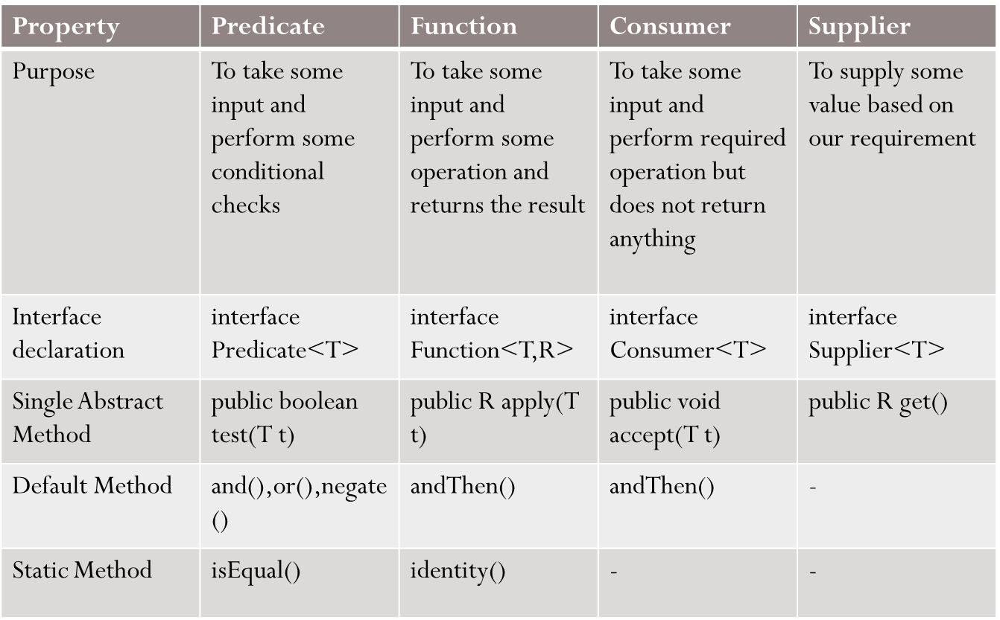 Property
Predicate
Function
Consumer
Supplier
Purpose
To take some
input and
perform some
conditional
checks
To take some
input and
perform some
operation and
returns the result
To take some
input and
perform required
operation but
does not return
anything
To supply some
value based on
our requirement
Interface
declaration
interface
Predicate<T>
interface
Function<T,R>
interface
Consumer<T>
interface
Supplier<T>
Single Abstract
Method
public boolean
test(T t)
public R apply(T
t)
public void
accept(T t)
public R get()
Default Method
and(),or(),negate
()
andThen()
andThen()
-
Static Method
isEqual()
identity()
-
-